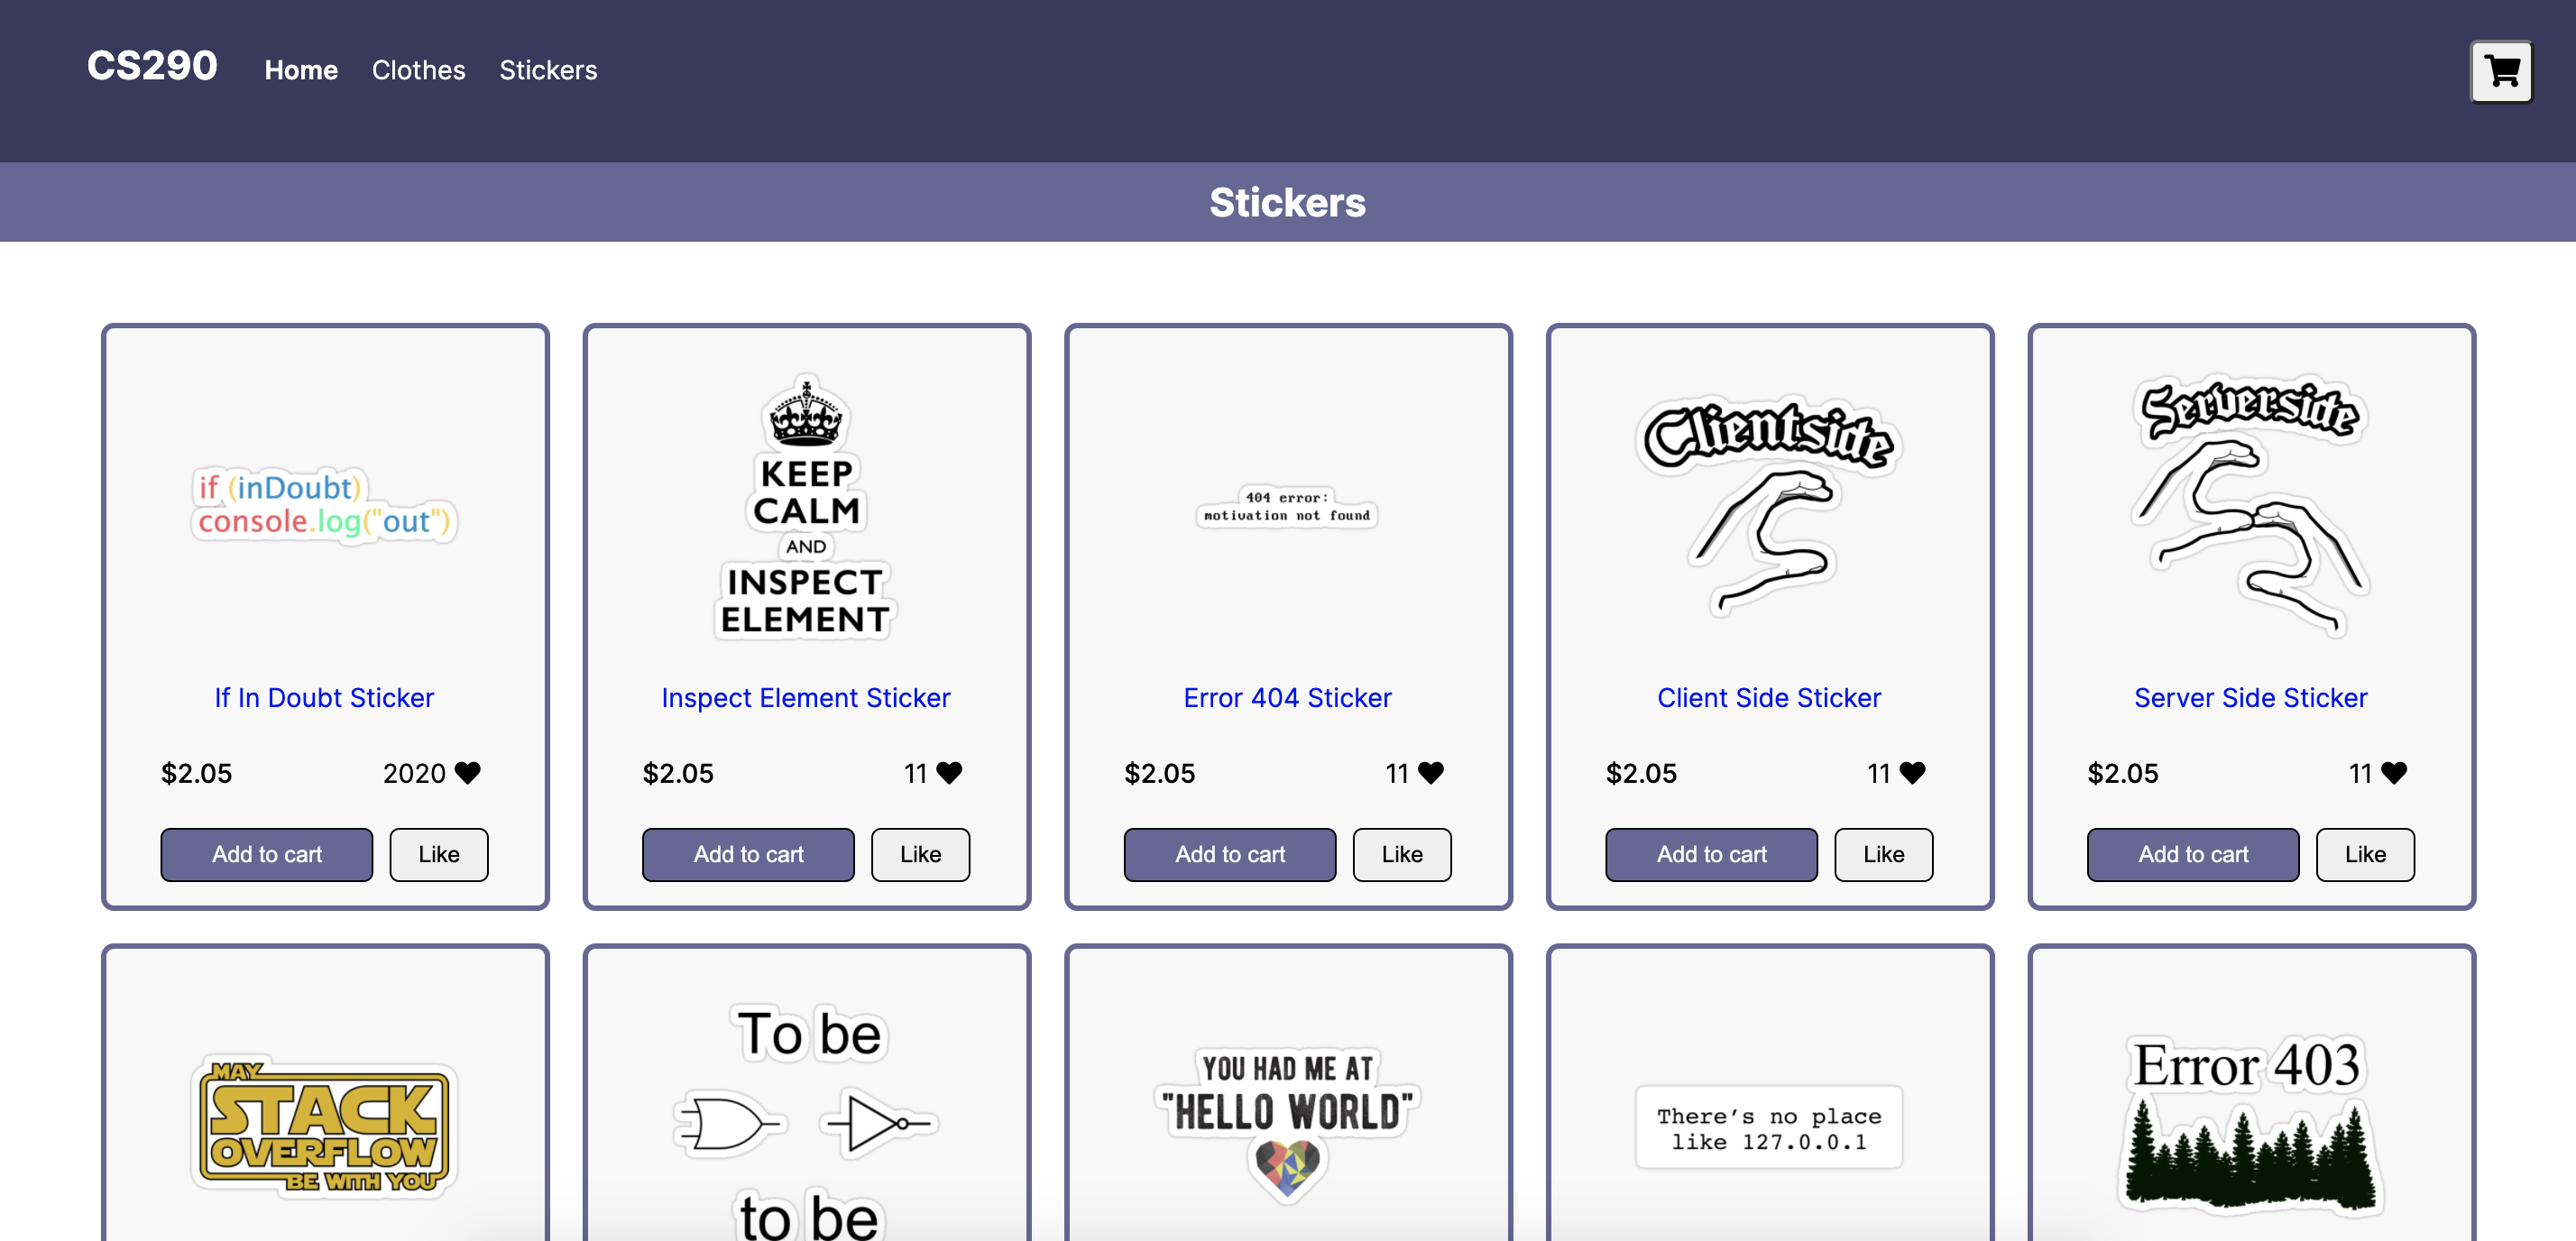 CS290 Home Clothes Stickers
Stickers
if (inDoubt)
console.log("out")
If In Doubt Sticker
$2.05 2020
Add to cart Like
KEEP
CALM
AND
INSPECT
ELEMENT
Inspect Element Sticker
$2.05 11
Add to cart Like
404 error:
motivation not found
Error 404 Sticker
$2.05 11
Add to cart Like
Clientside
Client Side Sticker
$2.05 11
Add to cart Like
Serverside
Server Side Sticker
$2.05 11
Add to cart Like
MAY
STACK
OVERFLOW
BE WITH YOU
To be
to be
YOU HAD ME AT
"HELLO WORLD"
There's no place
like 127.0.0.1
Error 403